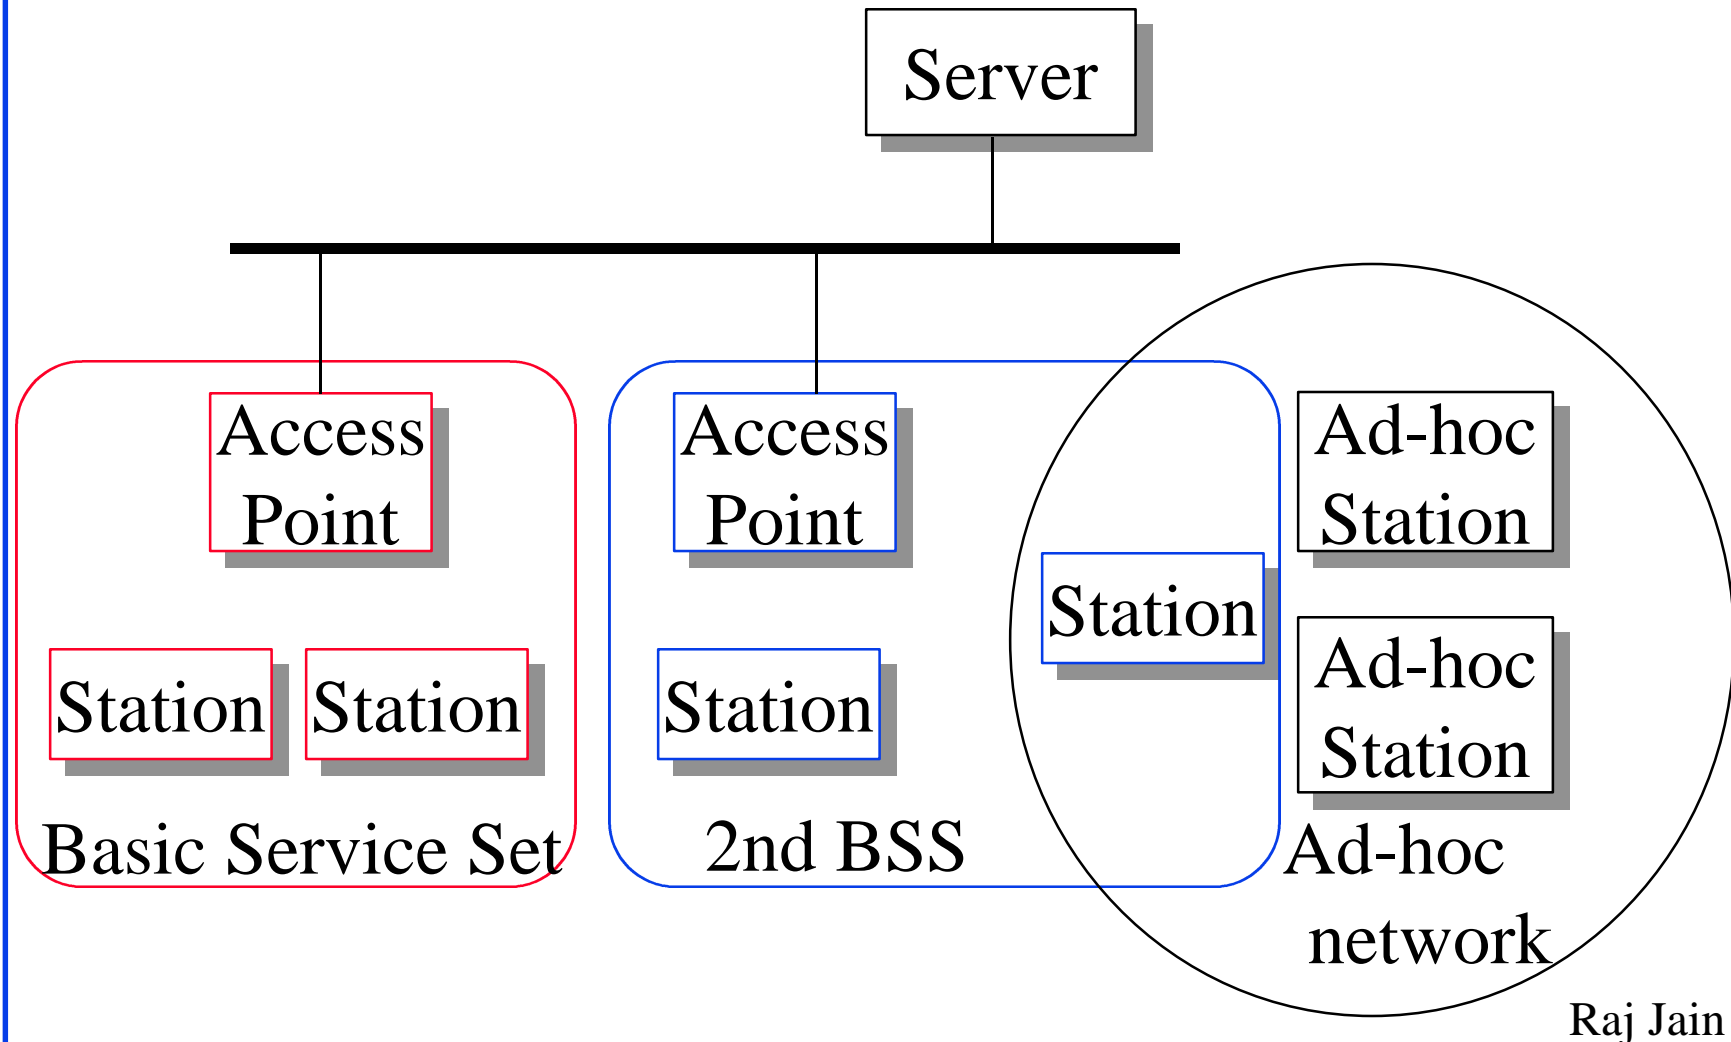 Server
Access
Point
Station
Station
Basic Service Set
Access
Point
Station
Station
2nd BSS
Ad-hoc
Station
Ad-hoc
Station
Ad-hoc
network
Raj Jain